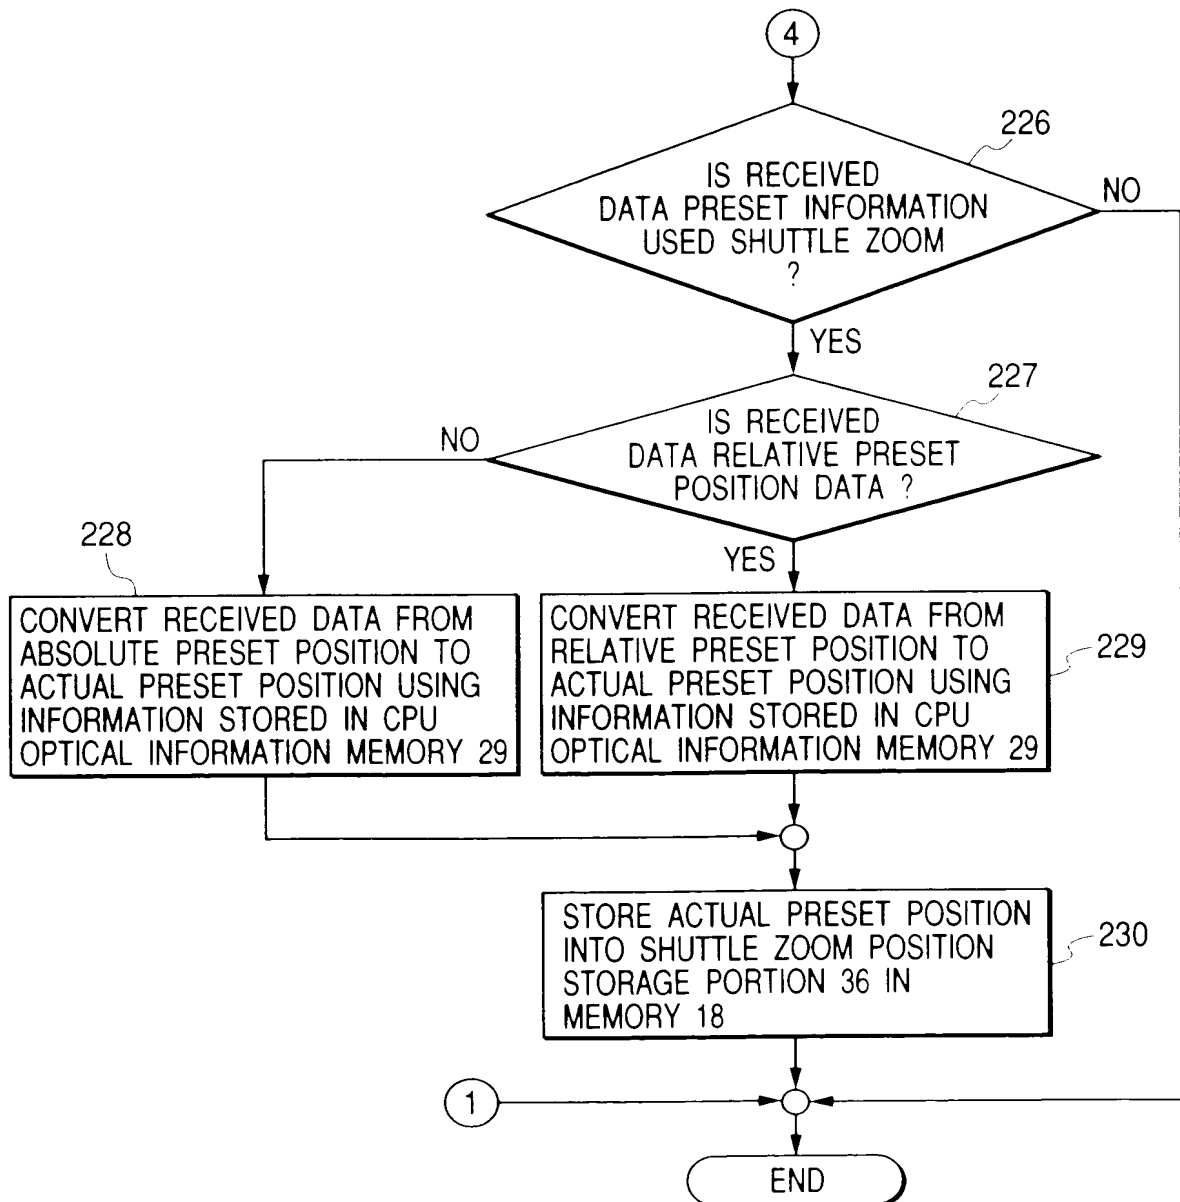 4
226
IS RECEIVED
DATA PRESET INFORMATION
USED SHUTTLE ZOOM
?
NO
YES
227
IS RECEIVED
DATA RELATIVE PRESET
POSITION DATA ?
NO
YES
228
CONVERT RECEIVED DATA FROM
ABSOLUTE PRESET POSITION TO
ACTUAL PRESET POSITION USING
INFORMATION STORED IN CPU
OPTICAL INFORMATION MEMORY 29
CONVERT RECEIVED DATA FROM
RELATIVE PRESET POSITION TO
ACTUAL PRESET POSITION USING
INFORMATION STORED IN CPU
OPTICAL INFORMATION MEMORY 29
229
STORE ACTUAL PRESET POSITION
INTO SHUTTLE ZOOM POSITION
STORAGE PORTION 36 IN
MEMORY 18
230
1
END